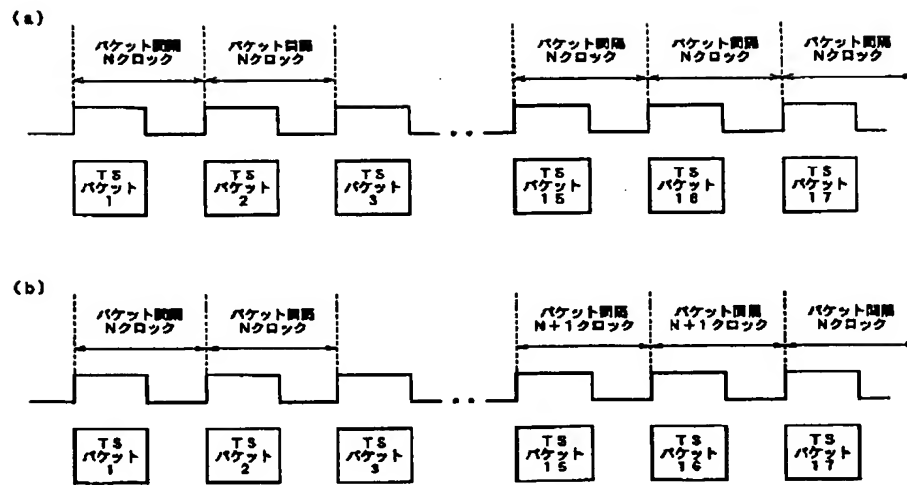 (a)
パケット間隔 パケット間隔 パケット間隔 パケット間隔 パケット間隔
Nクロック Nクロック Nクロック Nクロック Nクロック
TS TS TS TS TS TS
パケット パケット パケット パケット パケット パケット
1 2 3 15 16 17
(b)
パケット間隔 パケット間隔 パケット間隔 パケット間隔 パケット間隔
Nクロック Nクロック N+1クロック N+1クロック Nクロック
TS TS TS TS TS TS
パケット パケット パケット パケット パケット パケット
1 2 3 15 16 17